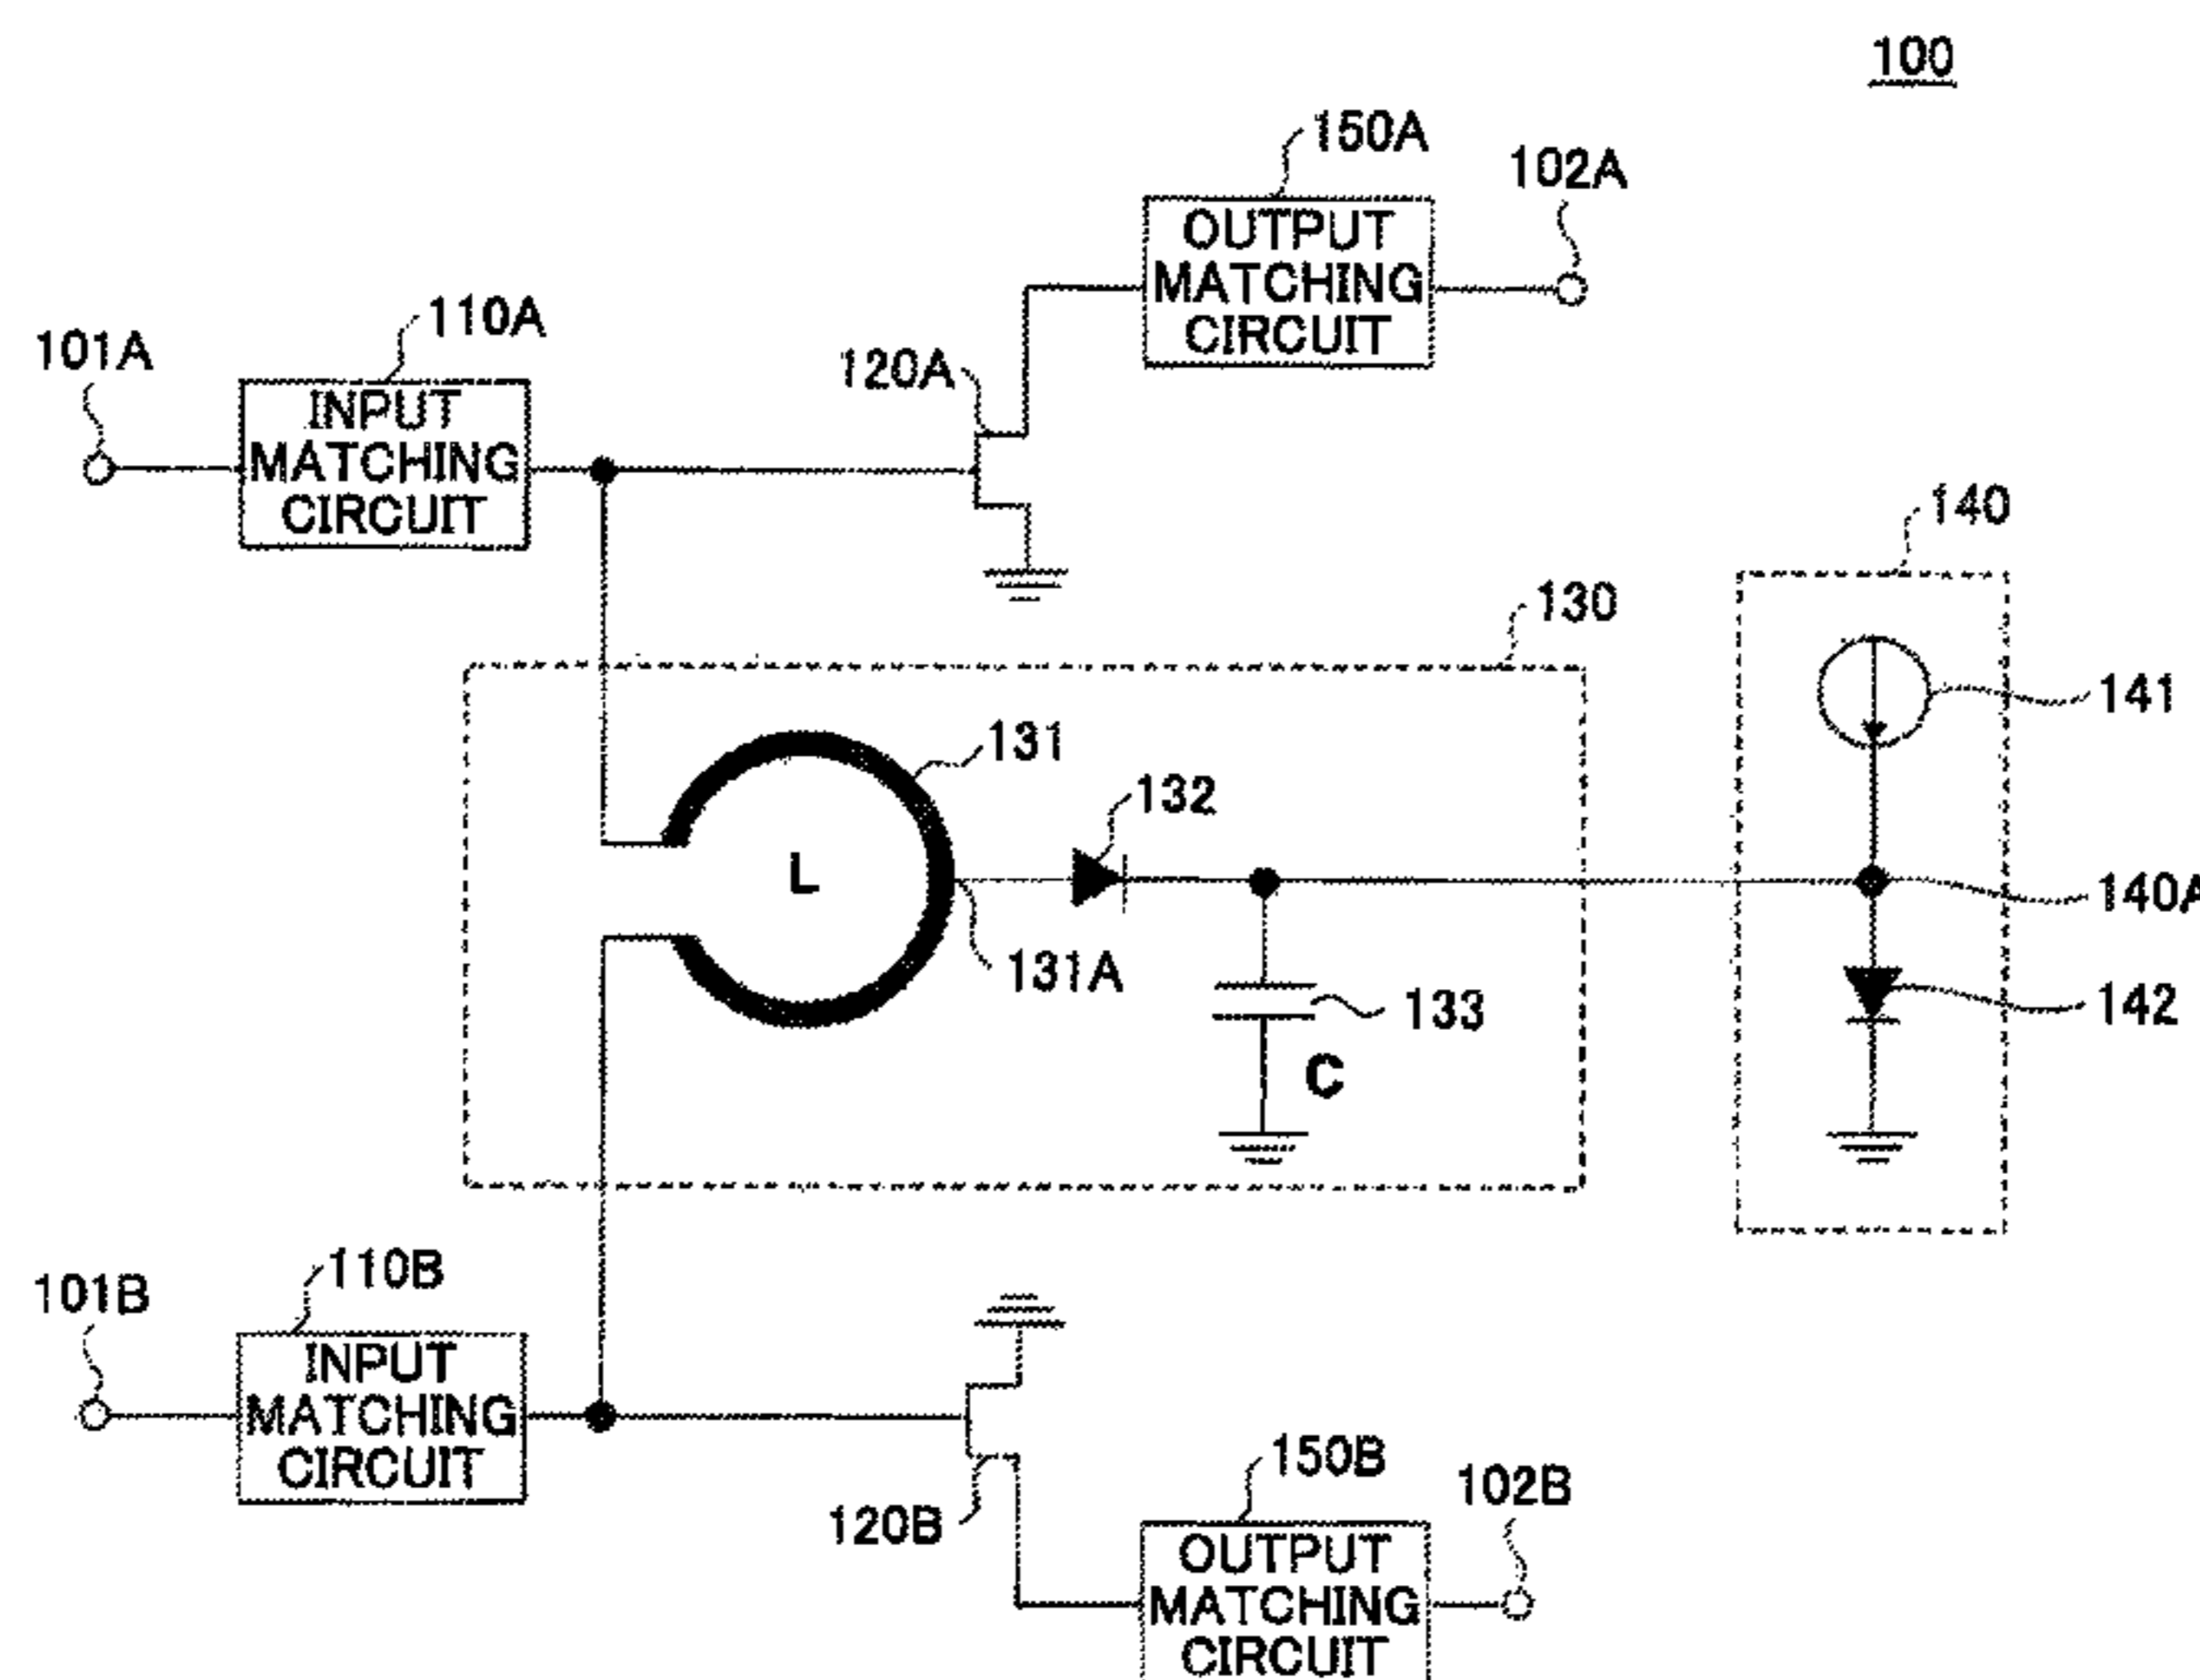 100
150A
102A
OUTPUT
MATCHING
CIRCUIT
110A
101A
120A
INPUT
MATCHING
CIRCUIT
140
130
141
131
132
L
140A
131A
133
142
C
110B
101B
INPUT
MATCHING
CIRCUIT
150B
102B
120B
OUTPUT
MATCHING
CIRCUIT